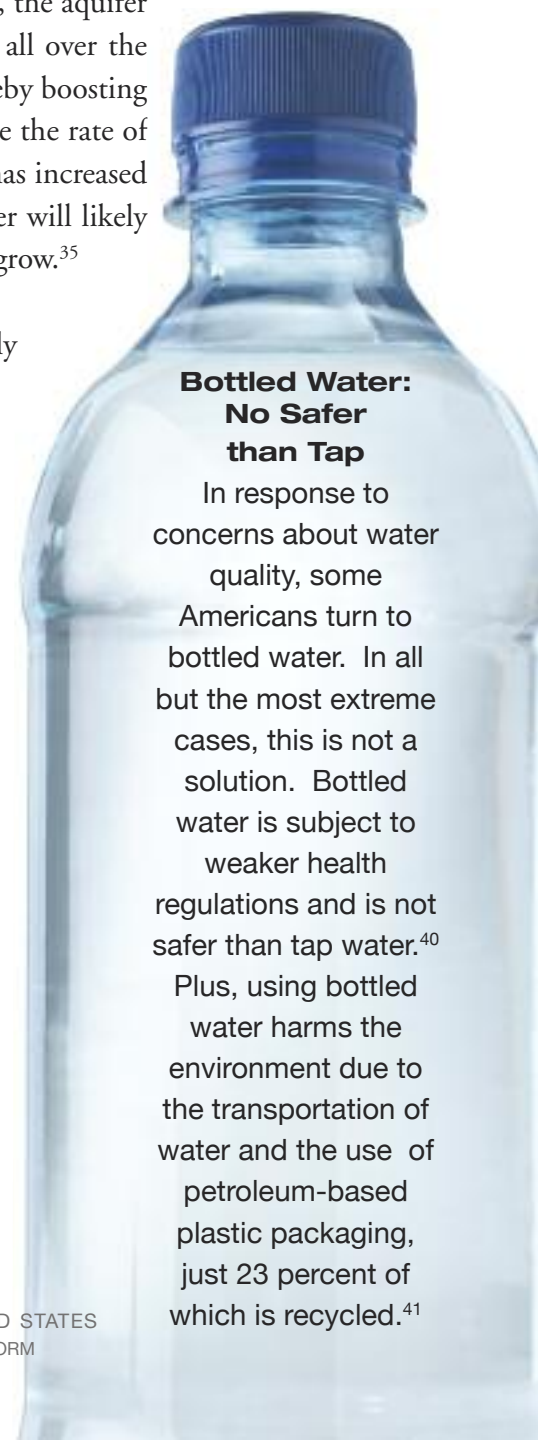 , the aquifer
all over the
eby boosting
e the rate of
has increased
er will likely
grow.³⁵
ly
Bottled Water:
No Safer
than Tap
In response to
concerns about water
quality, some
Americans turn to
bottled water.  In all
but the most extreme
cases, this is not a
solution.  Bottled
water is subject to
weaker health
regulations and is not
safer than tap water.⁴⁰
Plus, using bottled
water harms the
environment due to
the transportation of
water and the use  of
petroleum-based
plastic packaging,
just 23 percent of
which is recycled.⁴¹
D STATES
ORM